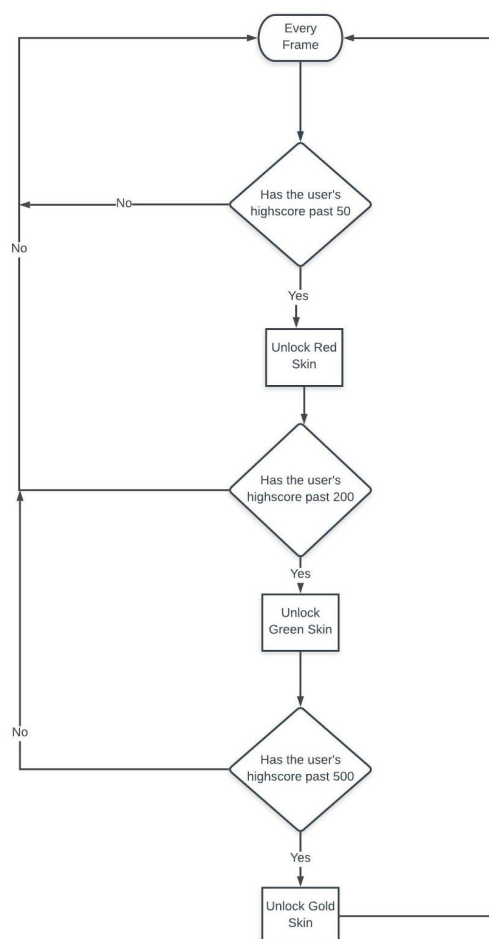 Every
Frame
Has the user's
highscore past 50
No
No
Yes
Unlock Red
Skin
Has the user's
highscore past 200
Yes
Unlock
Green Skin
No
Has the user's
highscore past 500
Yes
Unlock Gold
Skin